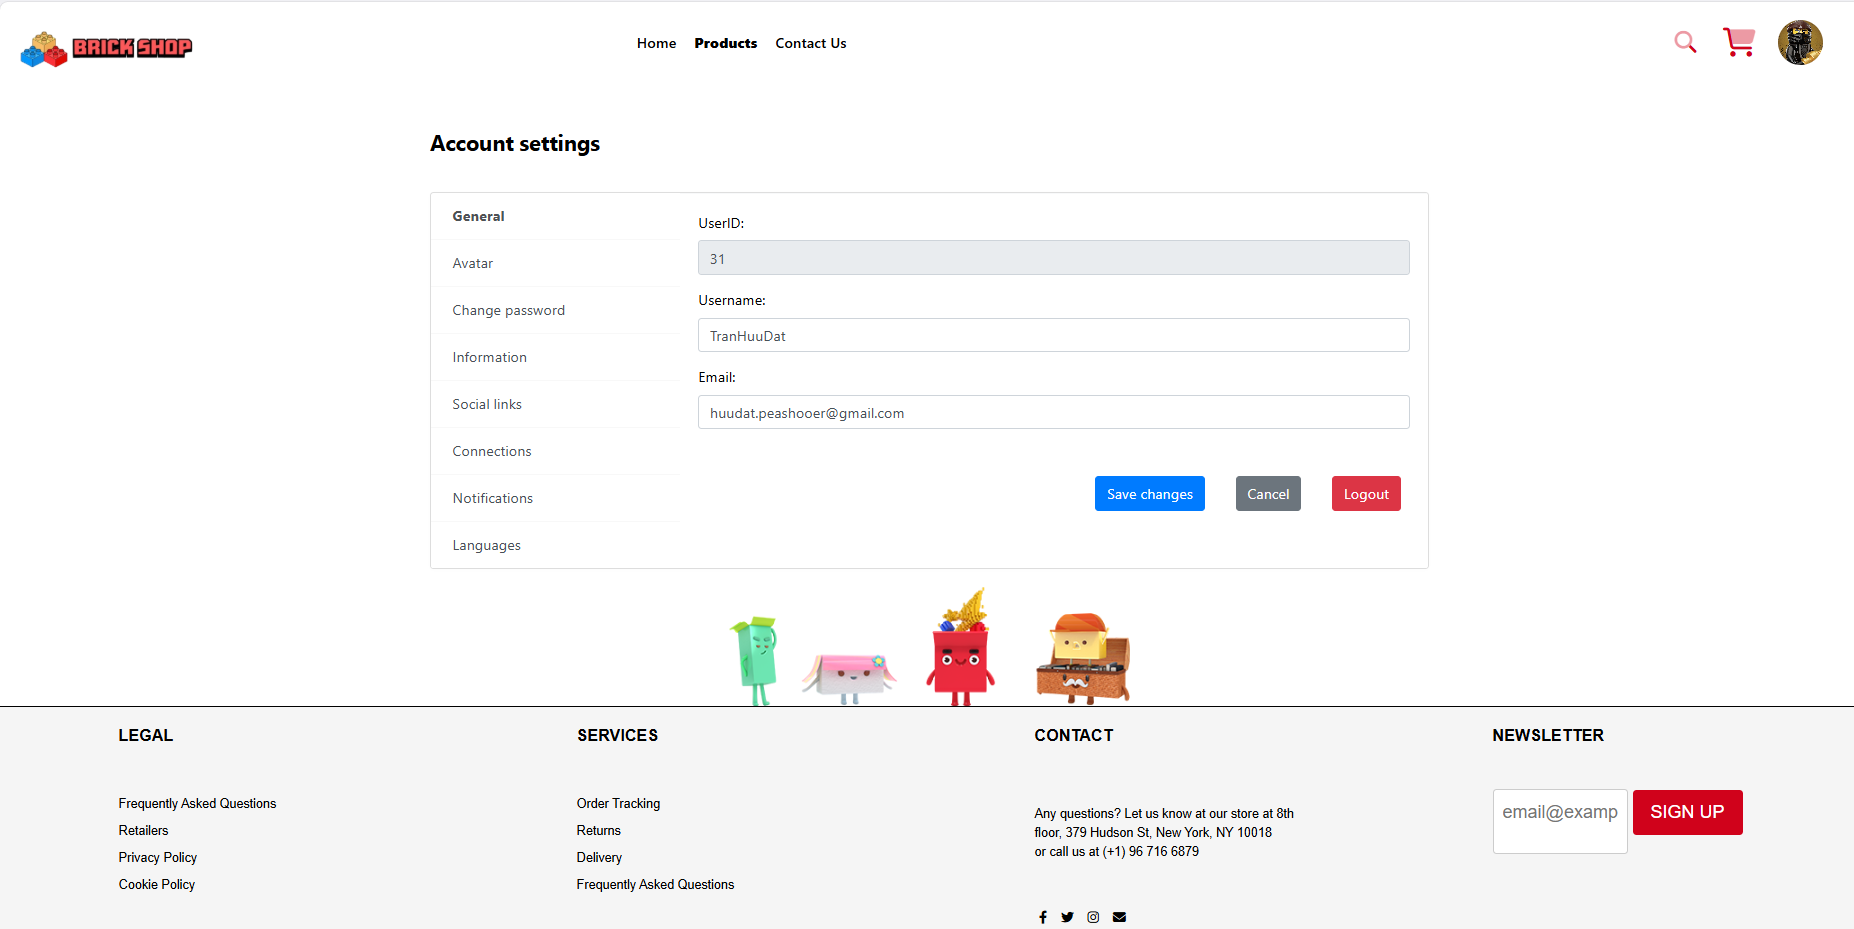 BRICK SHOP
Home Products Contact Us
Account settings
General
Avatar
Change password
Information
Social links
Connections
Notifications
Languages
UserID:
31
Username:
TranHuuDat
Email:
huudat.peashooer@gmail.com
Save changes Cancel Logout
LEGAL
Frequently Asked Questions
Retailers
Privacy Policy
Cookie Policy
SERVICES
Order Tracking
Returns
Delivery
Frequently Asked Questions
CONTACT
Any questions? Let us know at our store at 8th
floor, 379 Hudson St, New York, NY 10018
or call us at (+1) 96 716 6879
NEWSLETTER
email@examp
SIGN UP